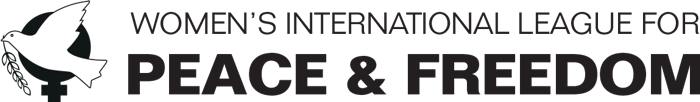 WOMEN'S INTERNATIONAL LEAGUE FOR
PEACE & FREEDOM